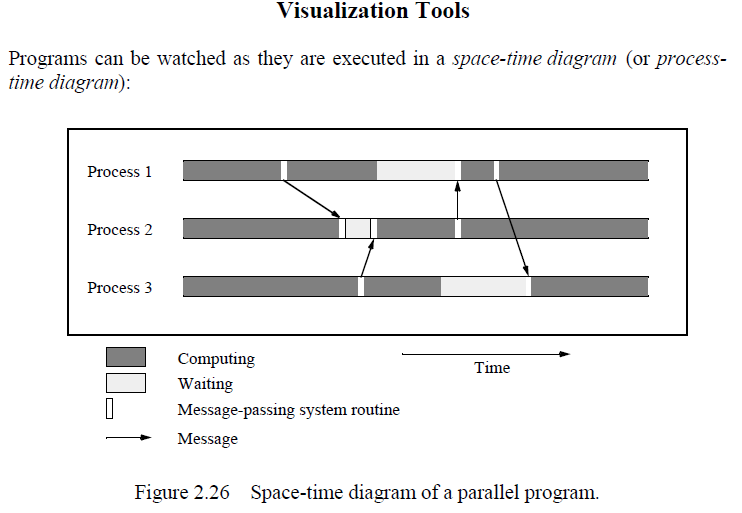 Visualization Tools
Programs can be watched as they are executed in a space-time diagram (or process-
time diagram):
Process 1
Process 2
Process 3
Computing
Waiting
Message-passing system routine
Message
Time
Figure 2.26 Space-time diagram of a parallel program.